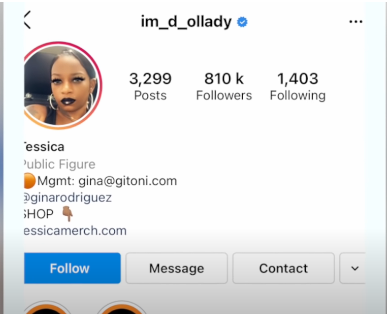 im_d_ollady
3,299 810 k 1,403
Posts Followers Following
essica
Public Figure
Mgmt: gina@gitoni.com
@ginarodriguez
SHOP
essicamerch.com
Follow Message Contact